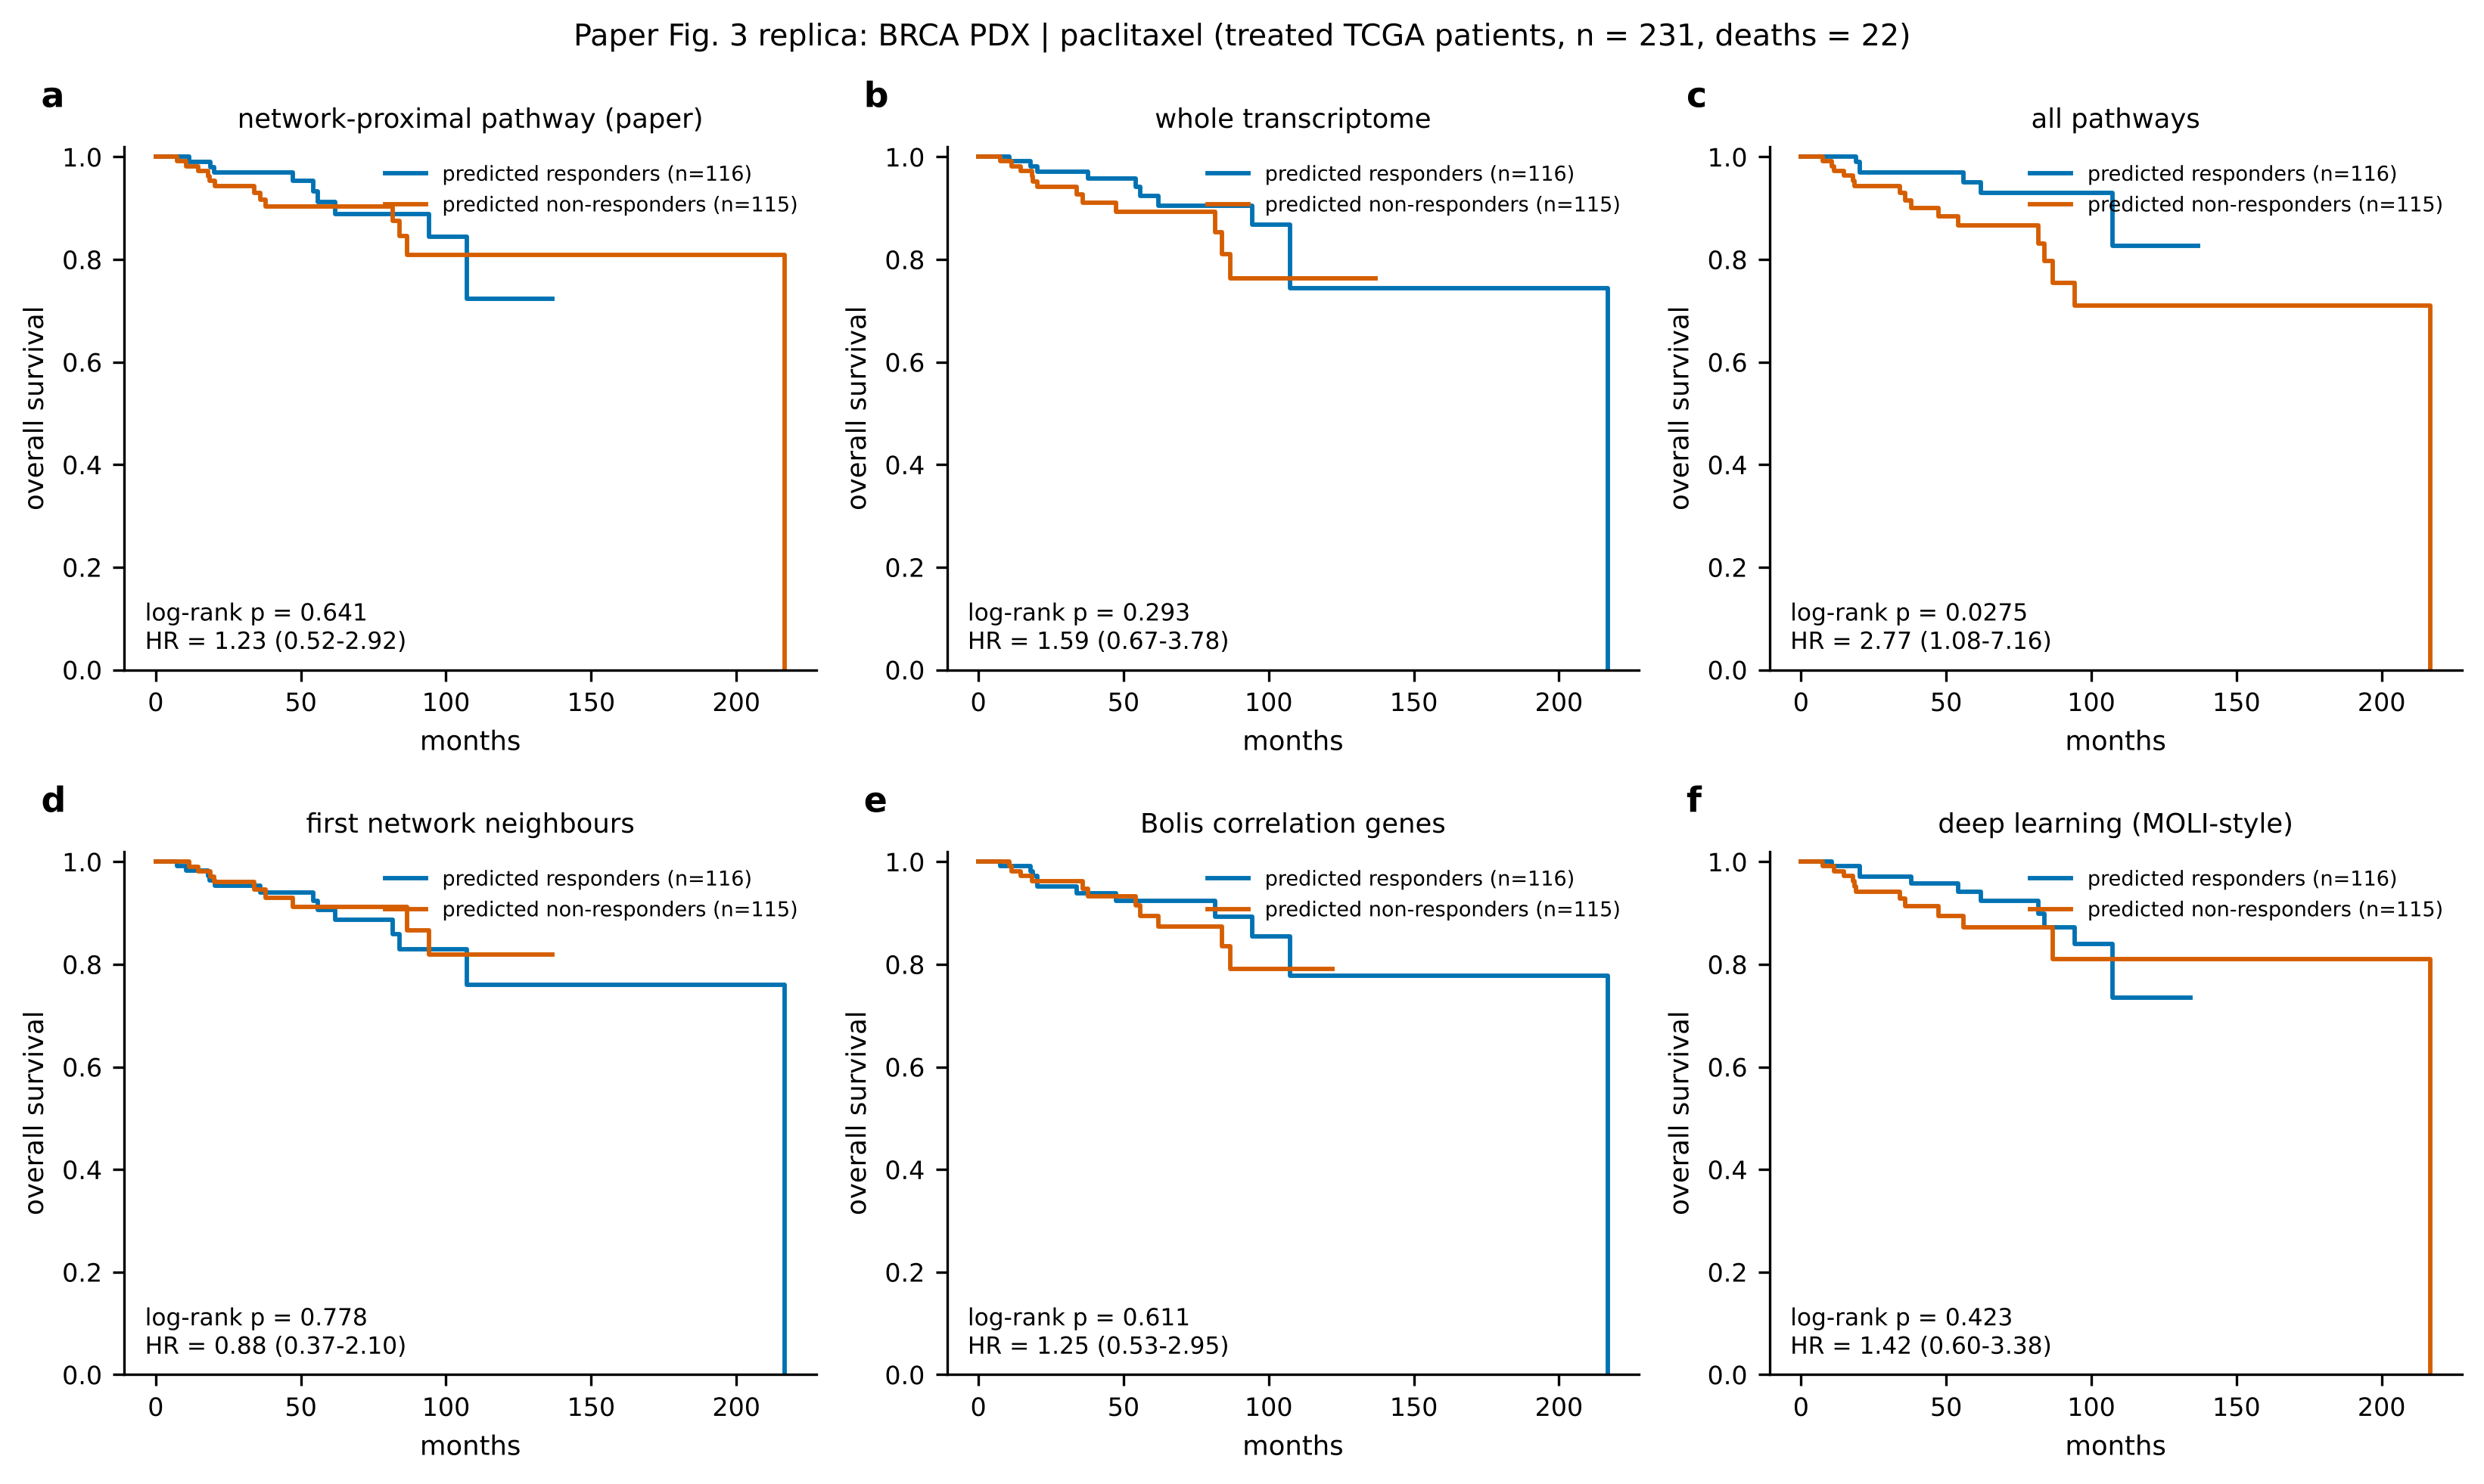 Paper Fig. 3 replica: BRCA PDX | paclitaxel (treated TCGA patients, n = 231, deaths = 22)
a
network-proximal pathway (paper)
overall survival
1.0
0.8
0.6
0.4
0.2
0.0
predicted responders (n=116)
predicted non-responders (n=115)
log-rank p = 0.641
HR = 1.23 (0.52-2.92)
0 50 100 150 200
months
b
whole transcriptome
overall survival
1.0
0.8
0.6
0.4
0.2
0.0
predicted responders (n=116)
predicted non-responders (n=115)
log-rank p = 0.293
HR = 1.59 (0.67-3.78)
0 50 100 150 200
months
c
all pathways
overall survival
1.0
0.8
0.6
0.4
0.2
0.0
predicted responders (n=116)
predicted non-responders (n=115)
log-rank p = 0.0275
HR = 2.77 (1.08-7.16)
0 50 100 150 200
months
d
first network neighbours
overall survival
1.0
0.8
0.6
0.4
0.2
0.0
predicted responders (n=116)
predicted non-responders (n=115)
log-rank p = 0.778
HR = 0.88 (0.37-2.10)
0 50 100 150 200
months
e
Bolis correlation genes
overall survival
1.0
0.8
0.6
0.4
0.2
0.0
predicted responders (n=116)
predicted non-responders (n=115)
log-rank p = 0.611
HR = 1.25 (0.53-2.95)
0 50 100 150 200
months
f
deep learning (MOLI-style)
overall survival
1.0
0.8
0.6
0.4
0.2
0.0
predicted responders (n=116)
predicted non-responders (n=115)
log-rank p = 0.423
HR = 1.42 (0.60-3.38)
0 50 100 150 200
months